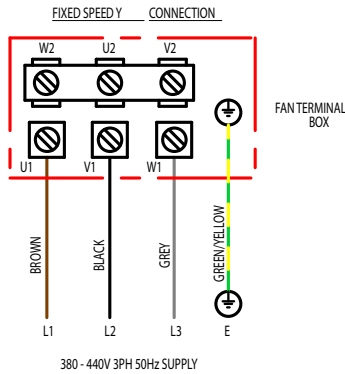 FIXED SPEED Y CONNECTION
W2 U2 V2
FAN TERMINAL
BOX
U1 V1 W1
BROWN
BLACK
GREY
GREEN/YELLOW
L1 L2 L3 E
380 - 440V 3PH 50Hz SUPPLY